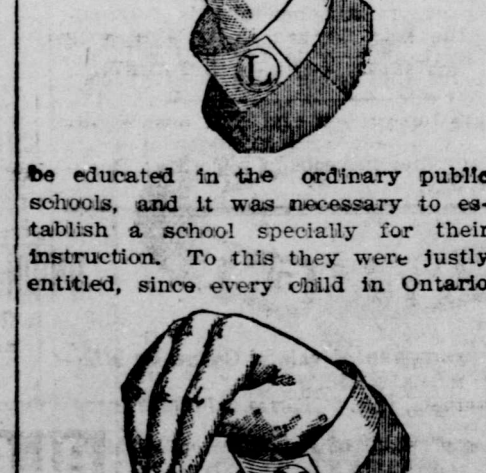 L
be educated in the ordinary public
schools, and it was necessary to es-
tablish a school specially for their
instruction. To this they were justly
entitled, since every child in Ontario